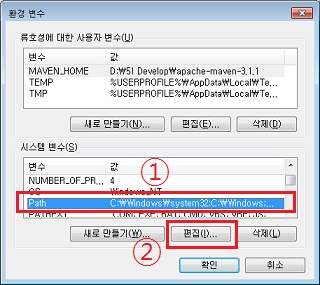 환경 변수
류호성에 대한 사용자 변수(U)
변수 값
MAVEN_HOME D:₩51 Develop₩apache-maven-3.1.1
TEMP %USERPROFILE%₩AppData₩Local₩Te...
TMP %USERPROFILE%₩AppData₩Local₩Te...
새로 만들기(N)... 편집(E)... 삭제(D)
시스템 변수(S)
①
변수 값
NUMBER_OF_PR... 4
OS Windows_NT
Path C:₩Windows₩system32;C:₩Windows;...
PATHEXT .COM;.EXE;.BAT;.CMD;.VBS;.VBE;.JS;...
새로 만들기(W)... 편집(I)... 삭제(L)
②
확인 취소